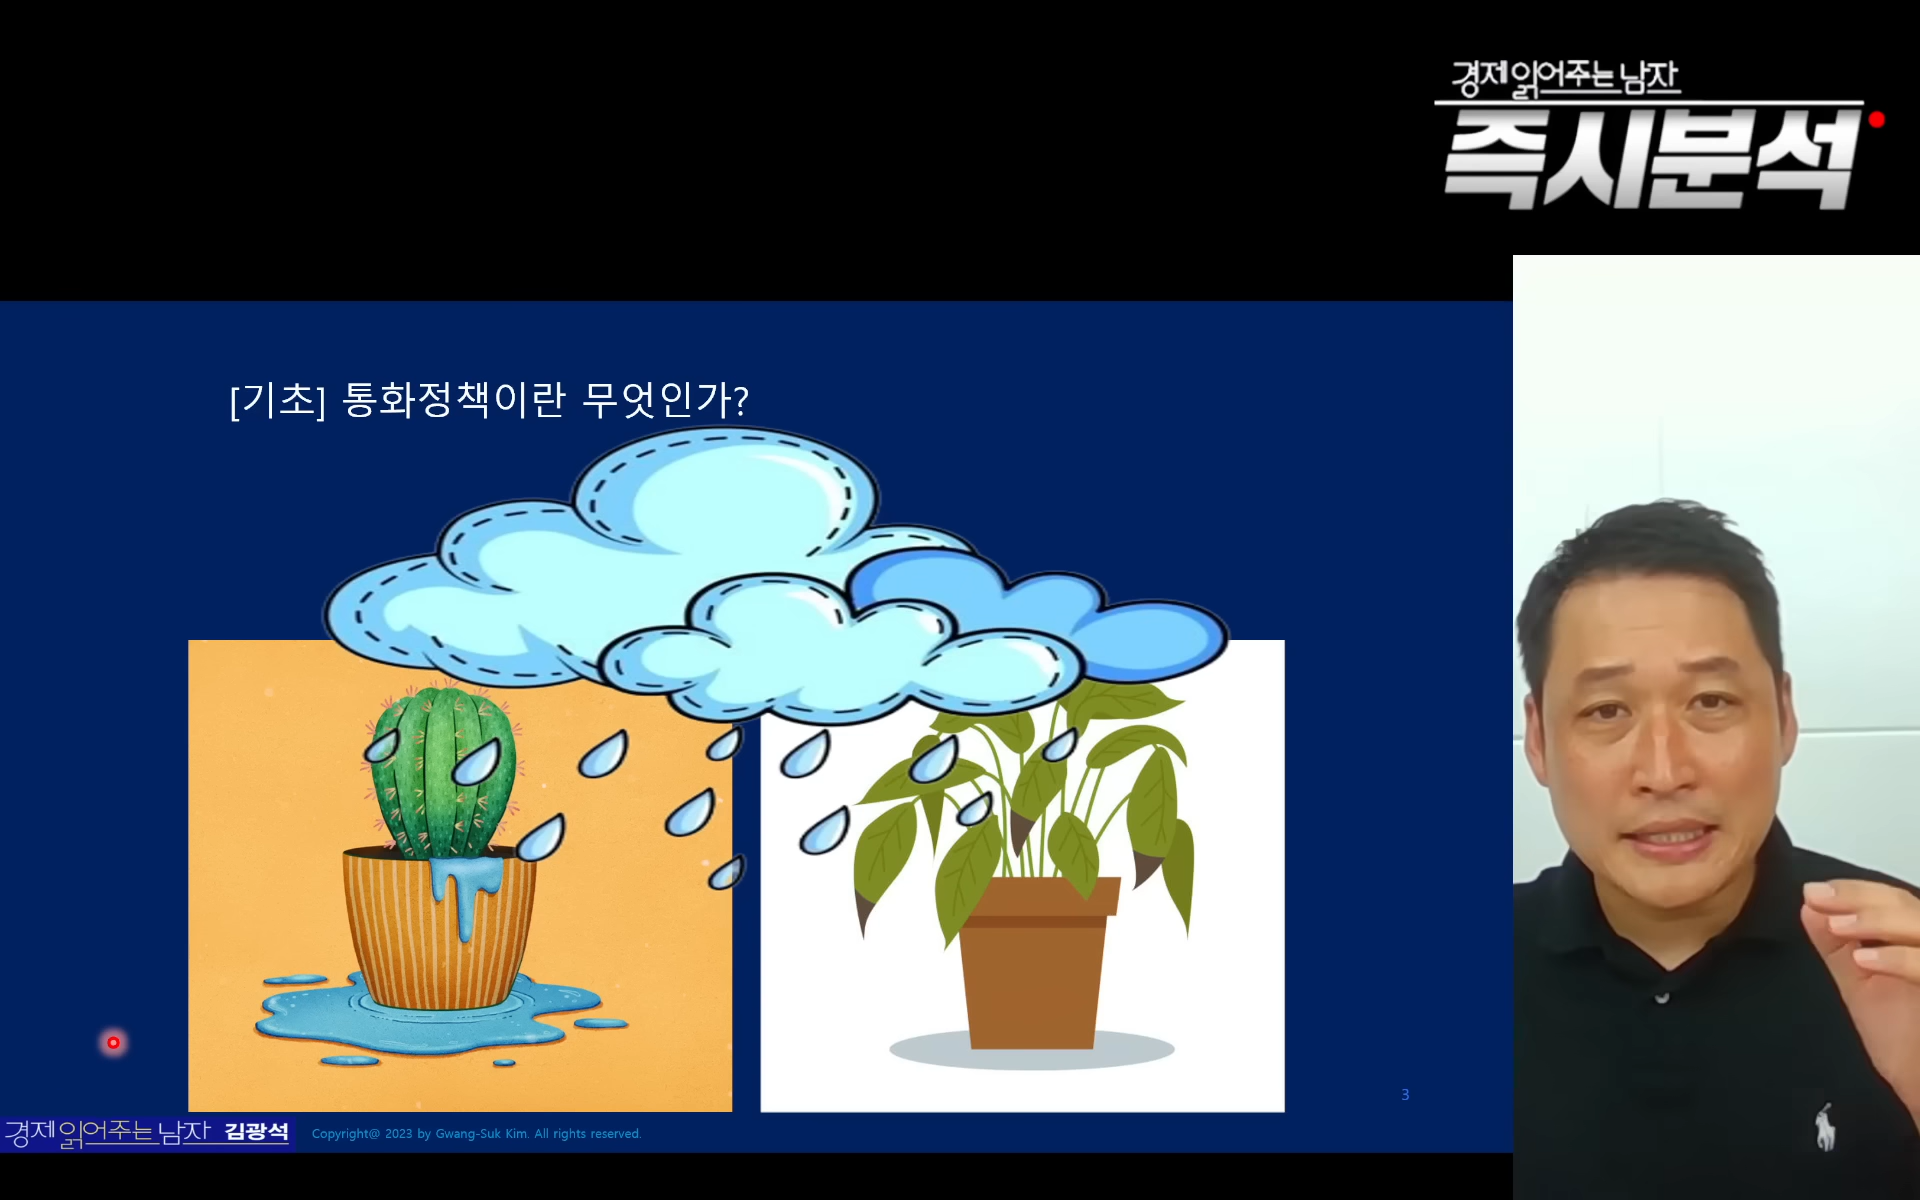 경제 읽어주는 남자
즉시분석
[기초] 통화정책이란 무엇인가?
3
경제 읽어주는 남자 김광석
Copyright@ 2023 by Gwang-Suk Kim. All rights reserved.